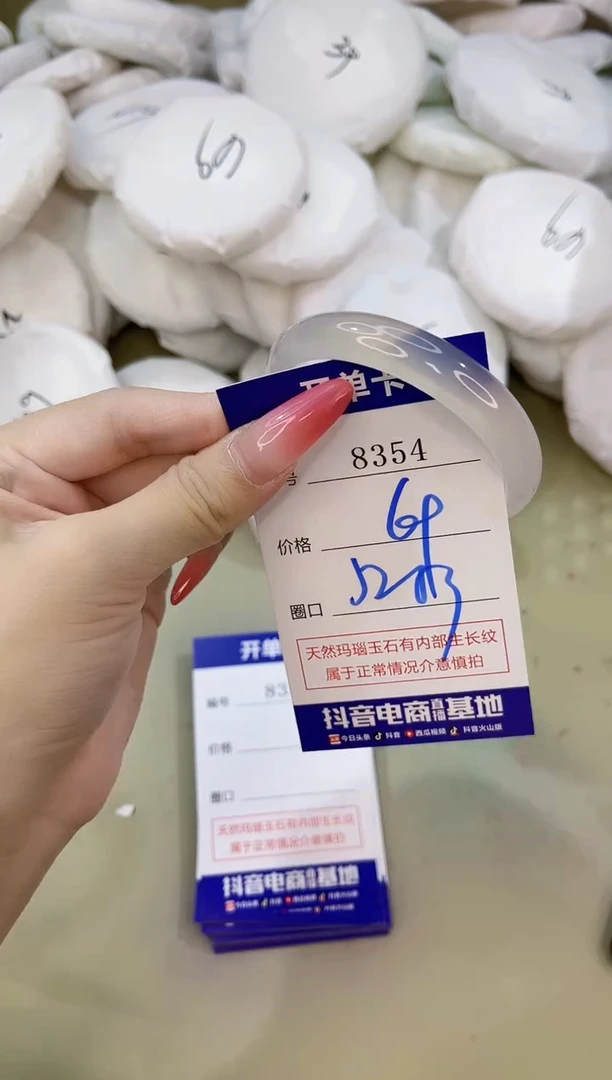 60
60
开单卡
号 8354
价格 69
圈口
天然玛瑙玉石有内部生长纹
属于正常情况介意慎拍
抖音电商直播基地
今日头条 抖音 西瓜视频 抖音火山版
开单
编号 83
价格
圈口
天然玛瑙玉石有内部生长纹
属于正常情况介意慎拍
抖音电商直播基地